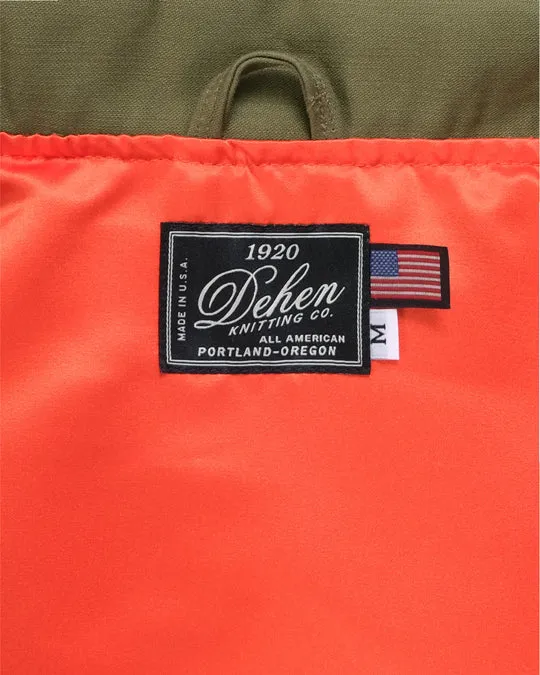 1920
MADE IN U.S.A.
Dehen
KNITTING CO.
ALL AMERICAN
PORTLAND-OREGON
M